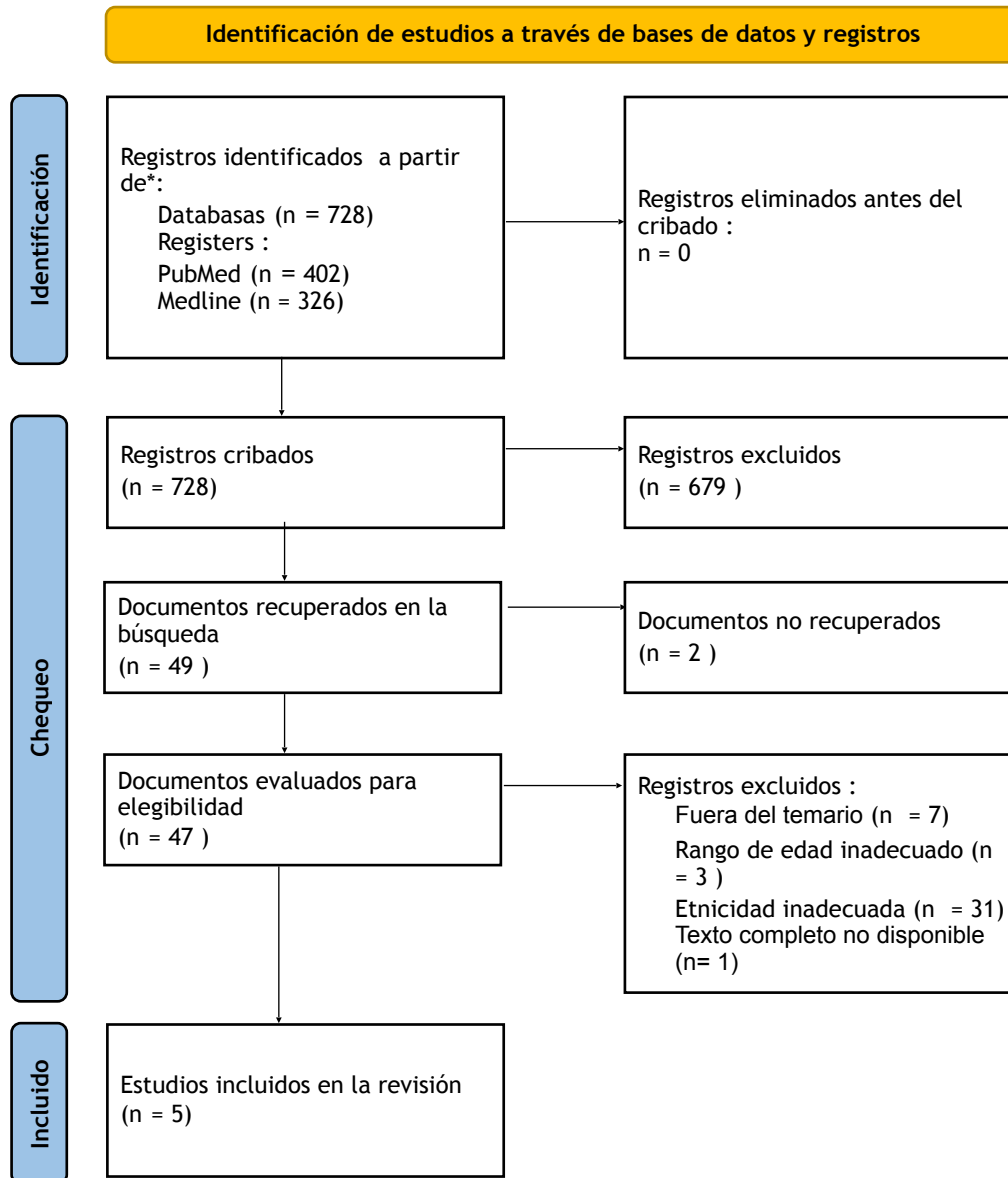 Identificación de estudios a través de bases de datos y registros
Identificación
Registros identificados a partir
de*:
Databasas (n = 728)
Registers :
PubMed (n = 402)
Medline (n = 326)
Registros eliminados antes del
cribado :
n = 0
Chequeo
Registros cribados
(n = 728)
Registros excluidos
(n = 679 )
Documentos recuperados en la
búsqueda
(n = 49 )
Documentos no recuperados
(n = 2 )
Documentos evaluados para
elegibilidad
(n = 47 )
Registros excluidos :
Fuera del temario (n = 7)
Rango de edad inadecuado (n
= 3 )
Etnicidad inadecuada (n = 31)
Texto completo no disponible
(n= 1)
Incluido
Estudios incluidos en la revisión
(n = 5)